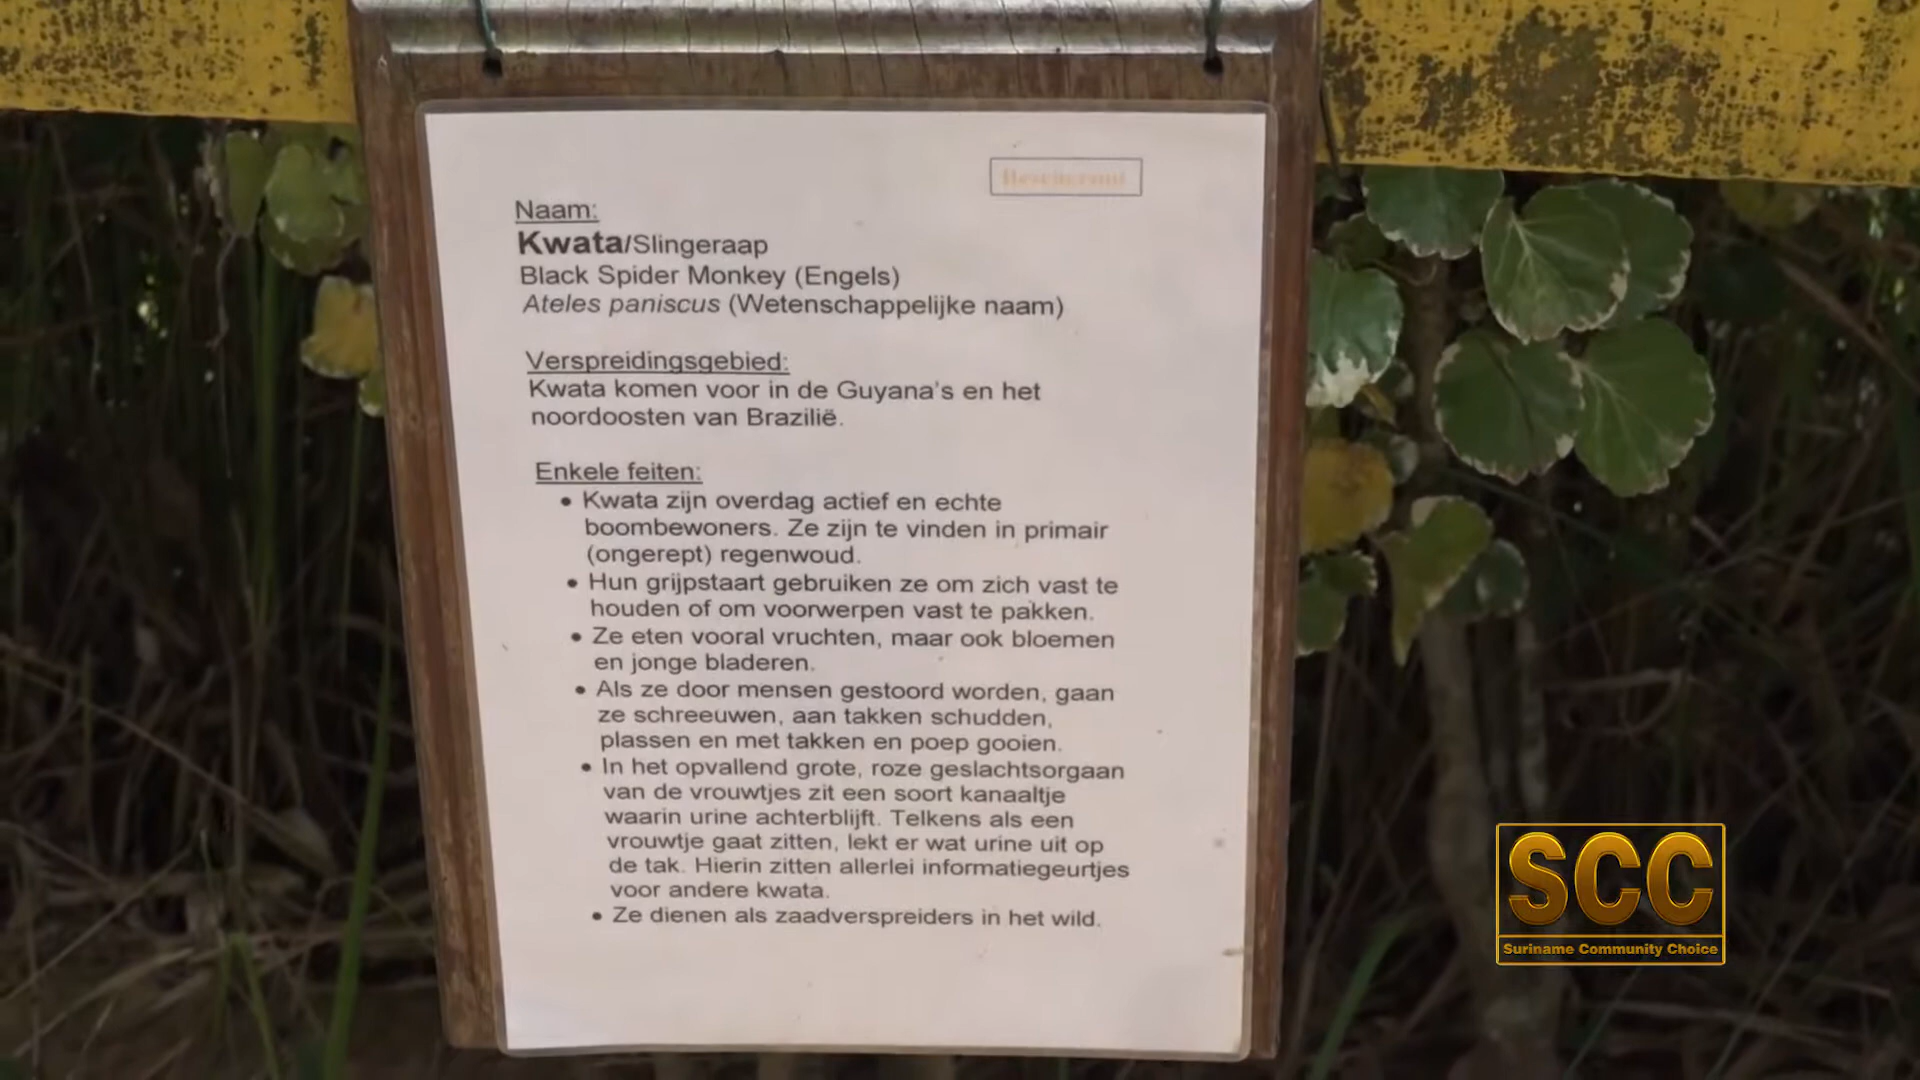 Beschermd
Naam:
Kwata/Slingeraap
Black Spider Monkey (Engels)
Ateles paniscus (Wetenschappelijke naam)
Verspreidingsgebied:
Kwata komen voor in de Guyana's en het
noordoosten van Brazilië.
Enkele feiten:
• Kwata zijn overdag actief en echte
boombewoners. Ze zijn te vinden in primair
(ongerept) regenwoud.
• Hun grijpstaart gebruiken ze om zich vast te
houden of om voorwerpen vast te pakken.
• Ze eten vooral vruchten, maar ook bloemen
en jonge bladeren.
• Als ze door mensen gestoord worden, gaan
ze schreeuwen, aan takken schudden,
plassen en met takken en poep gooien.
• In het opvallend grote, roze geslachtsorgaan
van de vrouwtjes zit een soort kanaaltje
waarin urine achterblijft. Telkens als een
vrouwtje gaat zitten, lekt er wat urine uit op
de tak. Hierin zitten allerlei informatiegeurtjes
voor andere kwata.
• Ze dienen als zaadverspreiders in het wild.
SCC
Suriname Community Choice